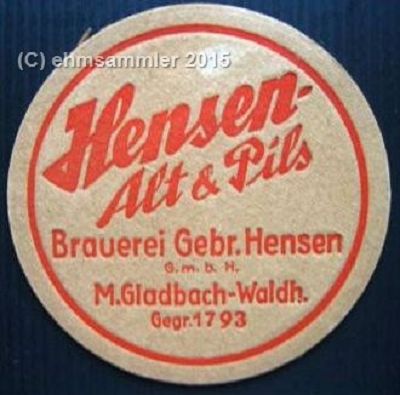 (C) ehmsammler 2015
Hensen-
Alt & Pils
Brauerei Gebr. Hensen
G.m.b.H.
M.Gladbach-Waldh.
Gegr. 1793